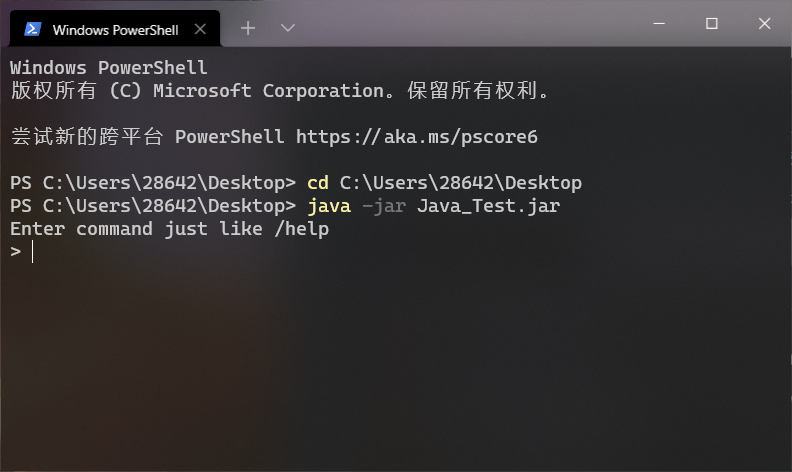 Windows PowerShell
Windows PowerShell
版权所有 (C) Microsoft Corporation。保留所有权利。
尝试新的跨平台 PowerShell https://aka.ms/pscore6
PS C:\Users\28642\Desktop> cd C:\Users\28642\Desktop
PS C:\Users\28642\Desktop> java -jar Java_Test.jar
Enter command just like /help
>